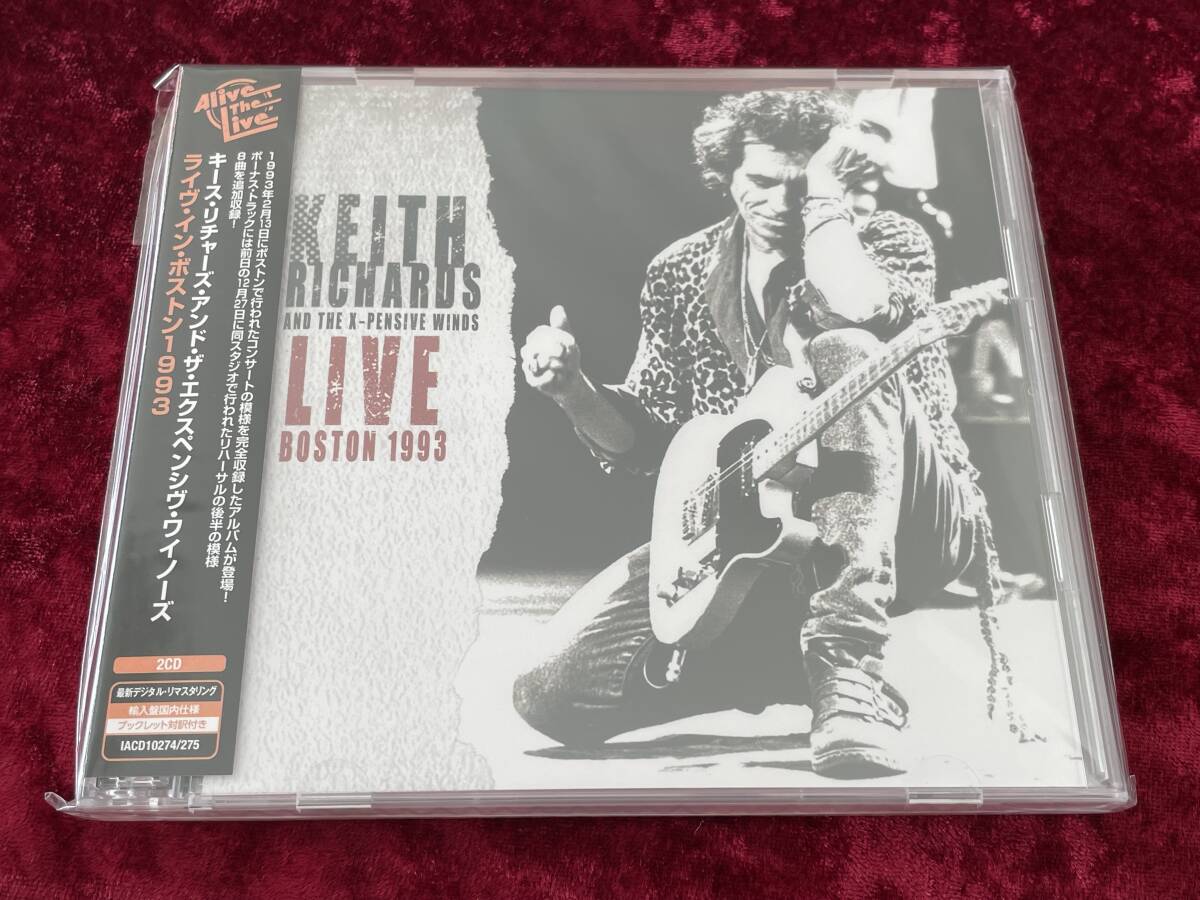 Alive
The
Live
1993年2月13日にボストンで行われたコンサートの模様を完全収録したアルバムが登場!
ボーナス・トラックには前日の12月27日に同スタジオで行われたリハーサルの後半の模様
8曲を追加収録!
キース・リチャーズ・アンド・ザ・エクスペンシヴ・ワイノーズ
ライヴ・イン・ボストン1993
2CD
最新デジタル・リマスタリング
輸入盤国内仕様
ブックレット対訳付き
IACD10274/275
KEITH
RICHARDS
AND THE X-PENSIVE WINDS
LIVE
BOSTON 1993